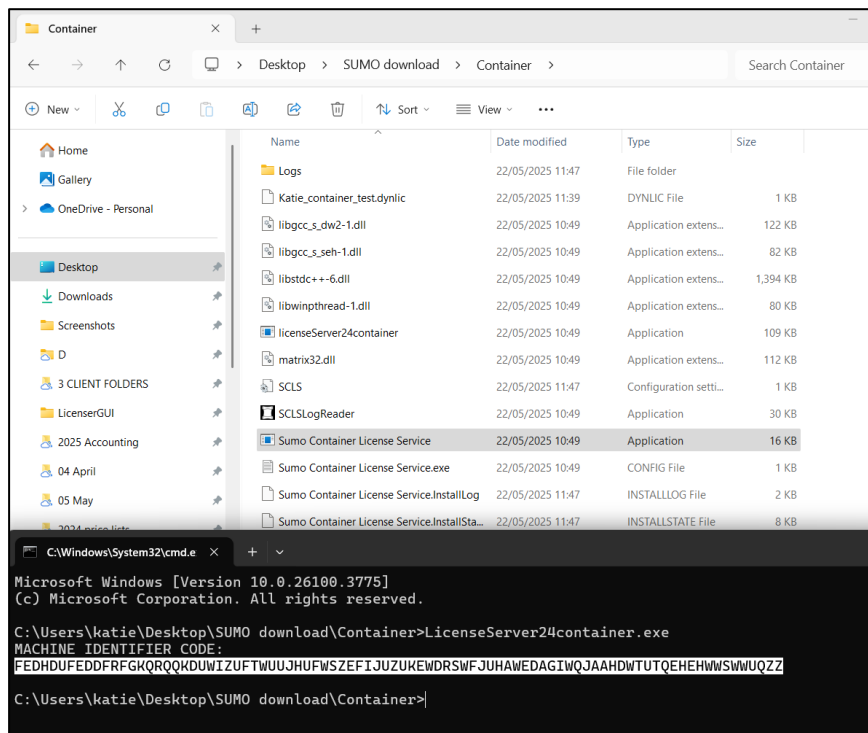 Container
Desktop > SUMO download > Container >
Search Container
New
Sort
View
Home
Gallery
OneDrive - Personal
Desktop
Downloads
Screenshots
D
3 CLIENT FOLDERS
LicenserGUI
2025 Accounting
04 April
05 May
2024 price lists
Name Date modified Type Size
Logs 22/05/2025 11:47 File folder
Katie_container_test.dynlic 22/05/2025 11:39 DYNLIC File 1 KB
libgcc_s_dw2-1.dll 22/05/2025 10:49 Application extens... 122 KB
libgcc_s_seh-1.dll 22/05/2025 10:49 Application extens... 82 KB
libstdc++-6.dll 22/05/2025 10:49 Application extens... 1,394 KB
libwinpthread-1.dll 22/05/2025 10:49 Application extens... 80 KB
licenseServer24container 22/05/2025 10:49 Application 109 KB
matrix32.dll 22/05/2025 10:49 Application extens... 112 KB
SCLS 22/05/2025 11:47 Configuration setti... 1 KB
SCLSLogReader 22/05/2025 10:49 Application 30 KB
Sumo Container License Service 22/05/2025 10:49 Application 16 KB
Sumo Container License Service.exe 22/05/2025 10:49 CONFIG File 1 KB
Sumo Container License Service.InstallLog 22/05/2025 11:47 INSTALLLOG File 2 KB
Sumo Container License Service.InstallSta... 22/05/2025 11:47 INSTALLSTATE File 8 KB
C:\Windows\System32\cmd.e
Microsoft Windows [Version 10.0.26100.3775]
(c) Microsoft Corporation. All rights reserved.
C:\Users\katie\Desktop\SUMO download\Container>LicenseServer24container.exe
MACHINE IDENTIFIER CODE:
FEDHDUFEDDFRFGKQRQQKDUWIZUFTWUUJHUFWSZEFIJUZUKEWDRSWFJUHAWEDAGIWQJAAHDWTUTQEHEHWWSWWUQZZ
C:\Users\katie\Desktop\SUMO download\Container>